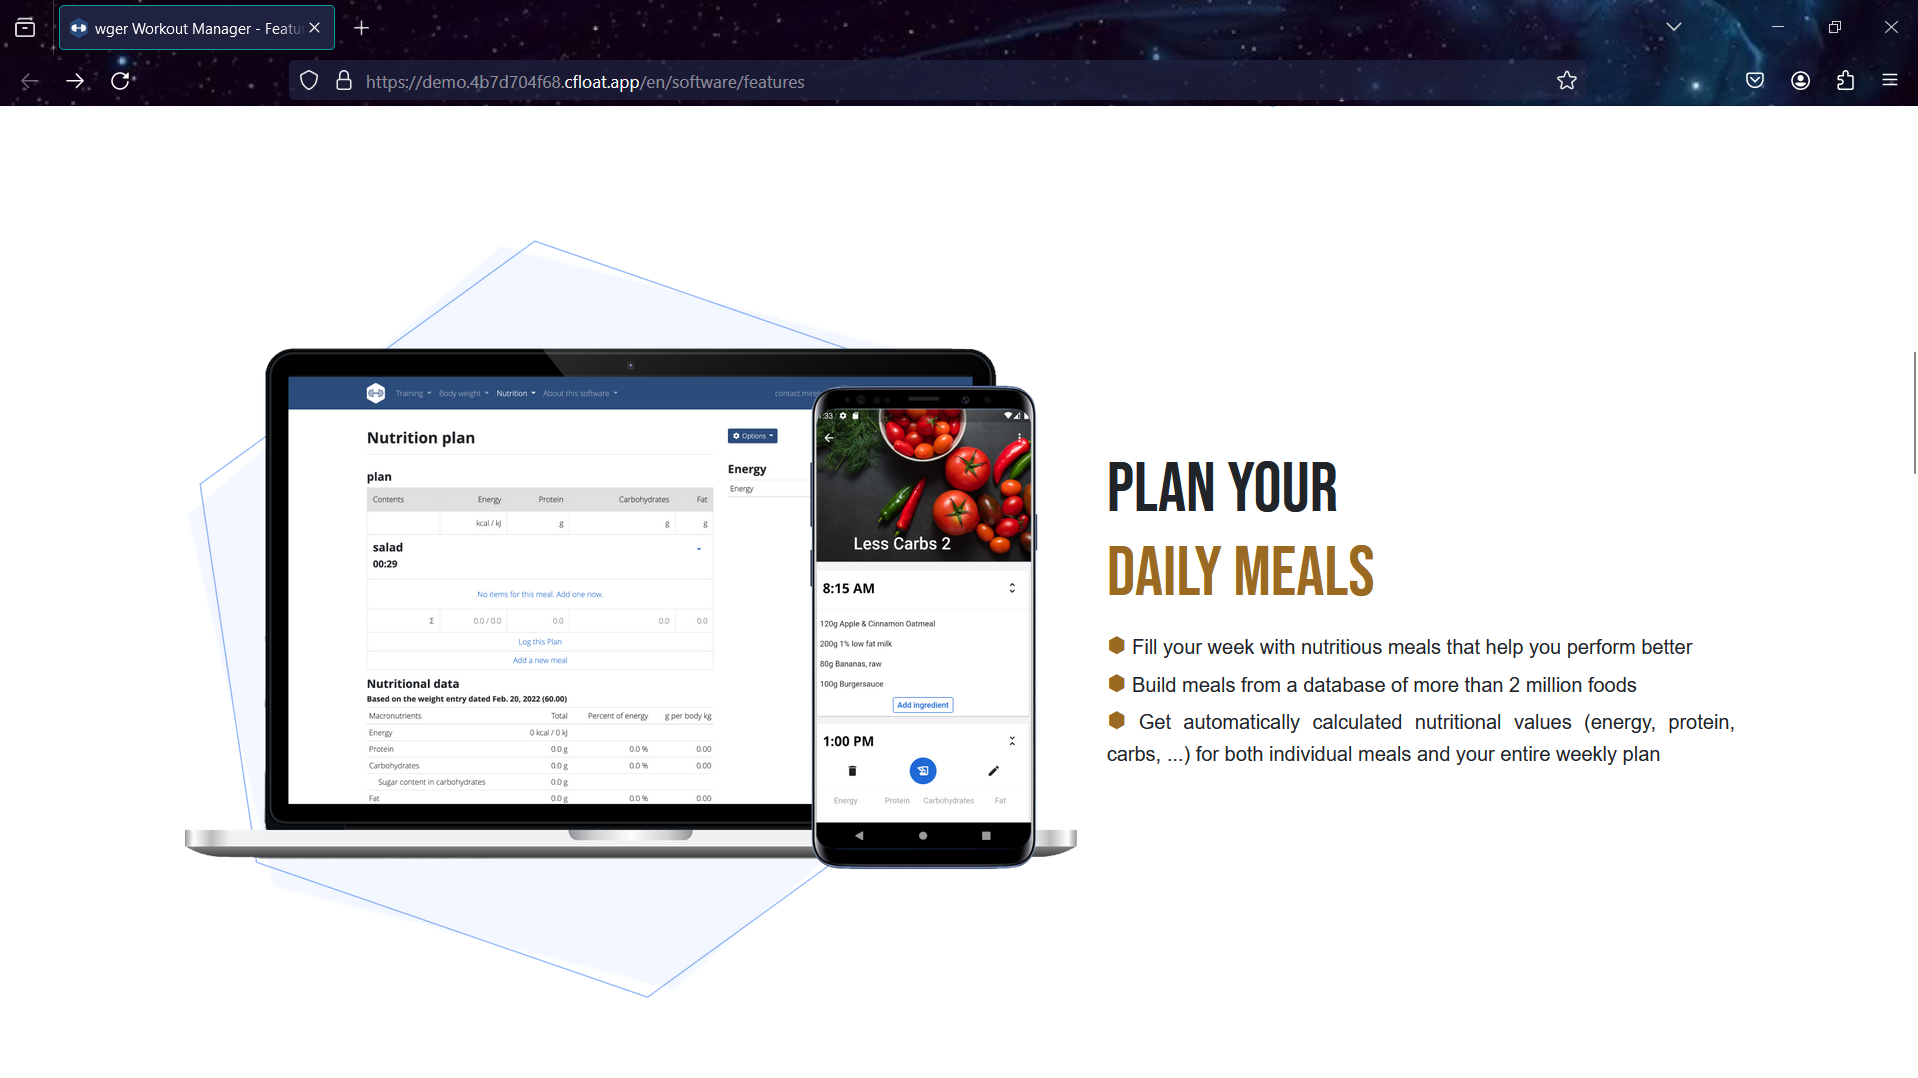 wger Workout Manager - Featu
https://demo.4b7d704f68.cfloat.app/en/software/features
Training Body weight Nutrition About this software
Nutrition plan
Options
plan
Energy
Contents Energy Protein Carbohydrates Fat
Energy
kcal / kJ g g g
salad
00:29
No items for this meal. Add one now.
Σ 0.0 / 0.0 0.0 0.0 0.0
Log this Plan
Add a new meal
Nutritional data
Based on the weight entry dated Feb. 20, 2022 (60.00)
Macronutrients Total Percent of energy g per body kg
Energy 0 kcal / 0 kJ
Protein 0.0 g 0.0 % 0.00
Carbohydrates 0.0 g 0.0 % 0.00
Sugar content in carbohydrates 0.0 g
Fat 0.0 g 0.0 % 0.00
:33
Less Carbs 2
8:15 AM
120g Apple & Cinnamon Oatmeal
200g 1% low fat milk
80g Bananas, raw
100g Burgersauce
Add ingredient
1:00 PM
Energy Protein Carbohydrates Fat
PLAN YOUR
DAILY MEALS
Fill your week with nutritious meals that help you perform better
Build meals from a database of more than 2 million foods
Get automatically calculated nutritional values (energy, protein,
carbs, ...) for both individual meals and your entire weekly plan